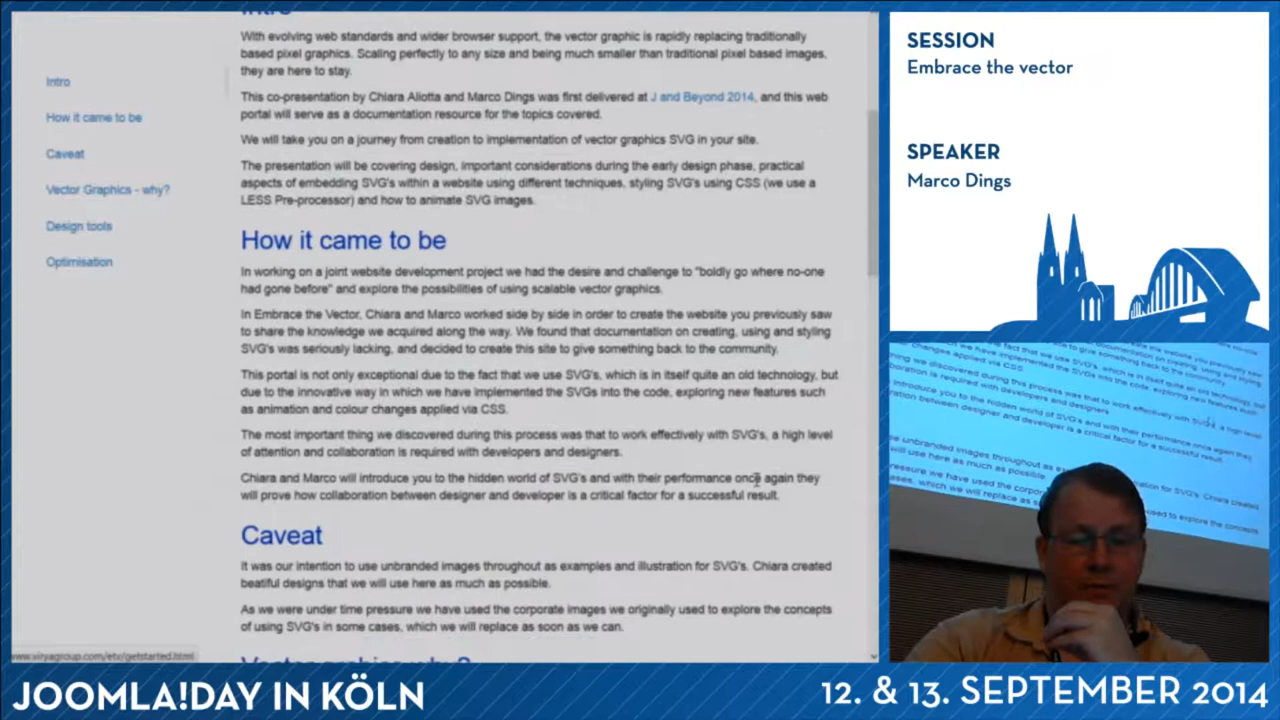 Intro
With evolving web standards and wider browser support, the vector graphic is rapidly replacing traditionally
based pixel graphics. Scaling perfectly to any size and being much smaller than traditional pixel based images,
they are here to stay.
This co-presentation by Chiara Aliotta and Marco Dings was first delivered at J and Beyond 2014, and this web
portal will serve as a documentation resource for the topics covered.
We will take you on a journey from creation to implementation of vector graphics SVG in your site.
The presentation will be covering design, important considerations during the early design phase, practical
aspects of embedding SVG's within a website using different techniques, styling SVG's using CSS (we use a
LESS Pre-processor) and how to animate SVG images.
How it came to be
In working on a joint website development project we had the desire and challenge to "boldly go where no-one
had gone before" and explore the possibilities of using scalable vector graphics.
In Embrace the Vector, Chiara and Marco worked side by side in order to create the website you previously saw
to share the knowledge we acquired along the way. We found that documentation on creating, using and styling
SVG's was seriously lacking, and decided to create this site to give something back to the community.
This portal is not only exceptional due to the fact that we use SVG's, which is in itself quite an old technology, but
due to the innovative way in which we have implemented the SVGs into the code, exploring new features such
as animation and colour changes applied via CSS.
The most important thing we discovered during this process was that to work effectively with SVG's, a high level
of attention and collaboration is required with developers and designers.
Chiara and Marco will introduce you to the hidden world of SVG's and with their performance once again they
will prove how collaboration between designer and developer is a critical factor for a successful result.
Caveat
It was our intention to use unbranded images throughout as examples and illustration for SVG's. Chiara created
beatiful designs that we will use here as much as possible.
As we were under time pressure we have used the corporate images we originally used to explore the concepts
of using SVG's in some cases, which we will replace as soon as we can.
Vector graphics why?
Intro
How it came to be
Caveat
Vector Graphics - why?
Design tools
Optimisation
www.viryagroup.com/etv/getstarted.html
SESSION
Embrace the vector
SPEAKER
Marco Dings
JOOMLA!DAY IN KÖLN
12. & 13. SEPTEMBER 2014